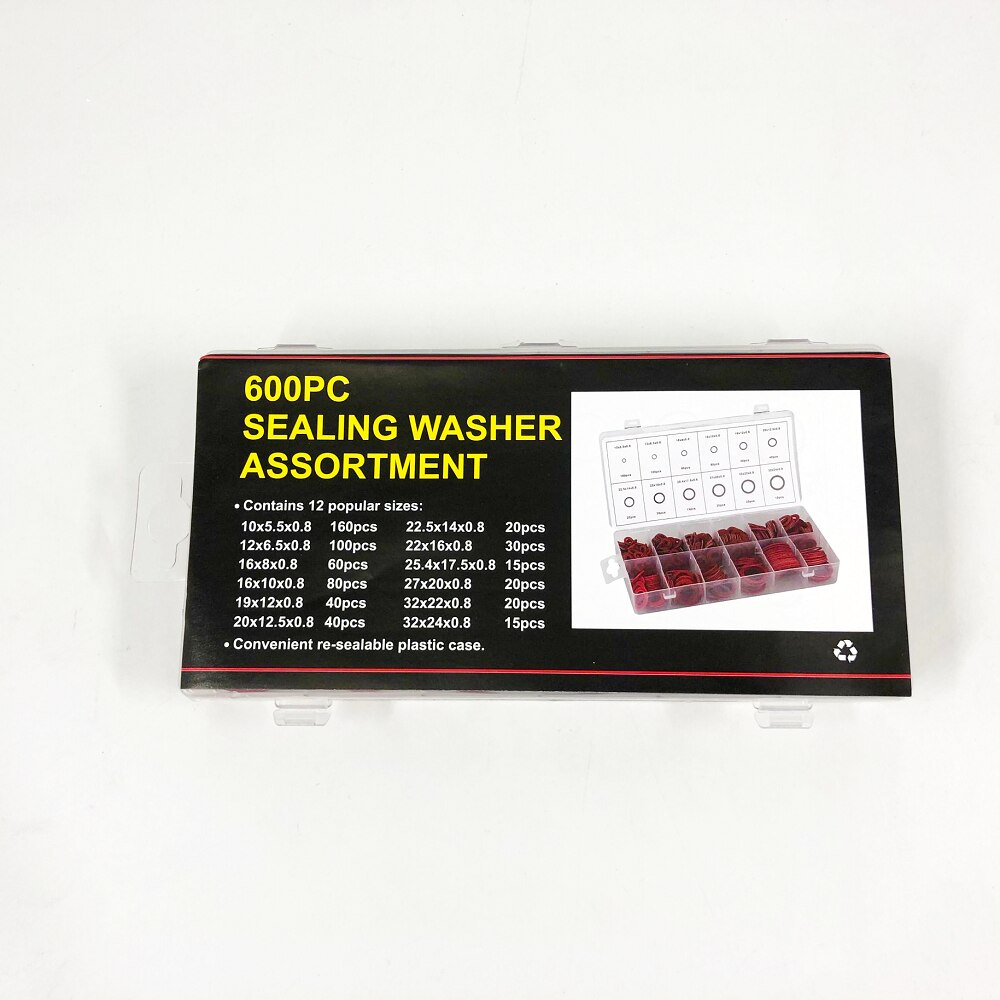 600PC
SEALING WASHER
ASSORTMENT
• Contains 12 popular sizes:
10x5.5x0.8 160pcs 22.5x14x0.8 20pcs
12x6.5x0.8 100pcs 22x16x0.8 30pcs
16x8x0.8 60pcs 25.4x17.5x0.8 15pcs
16x10x0.8 80pcs 27x20x0.8 20pcs
19x12x0.8 40pcs 32x22x0.8 20pcs
20x12.5x0.8 40pcs 32x24x0.8 15pcs
• Convenient re-sealable plastic case.